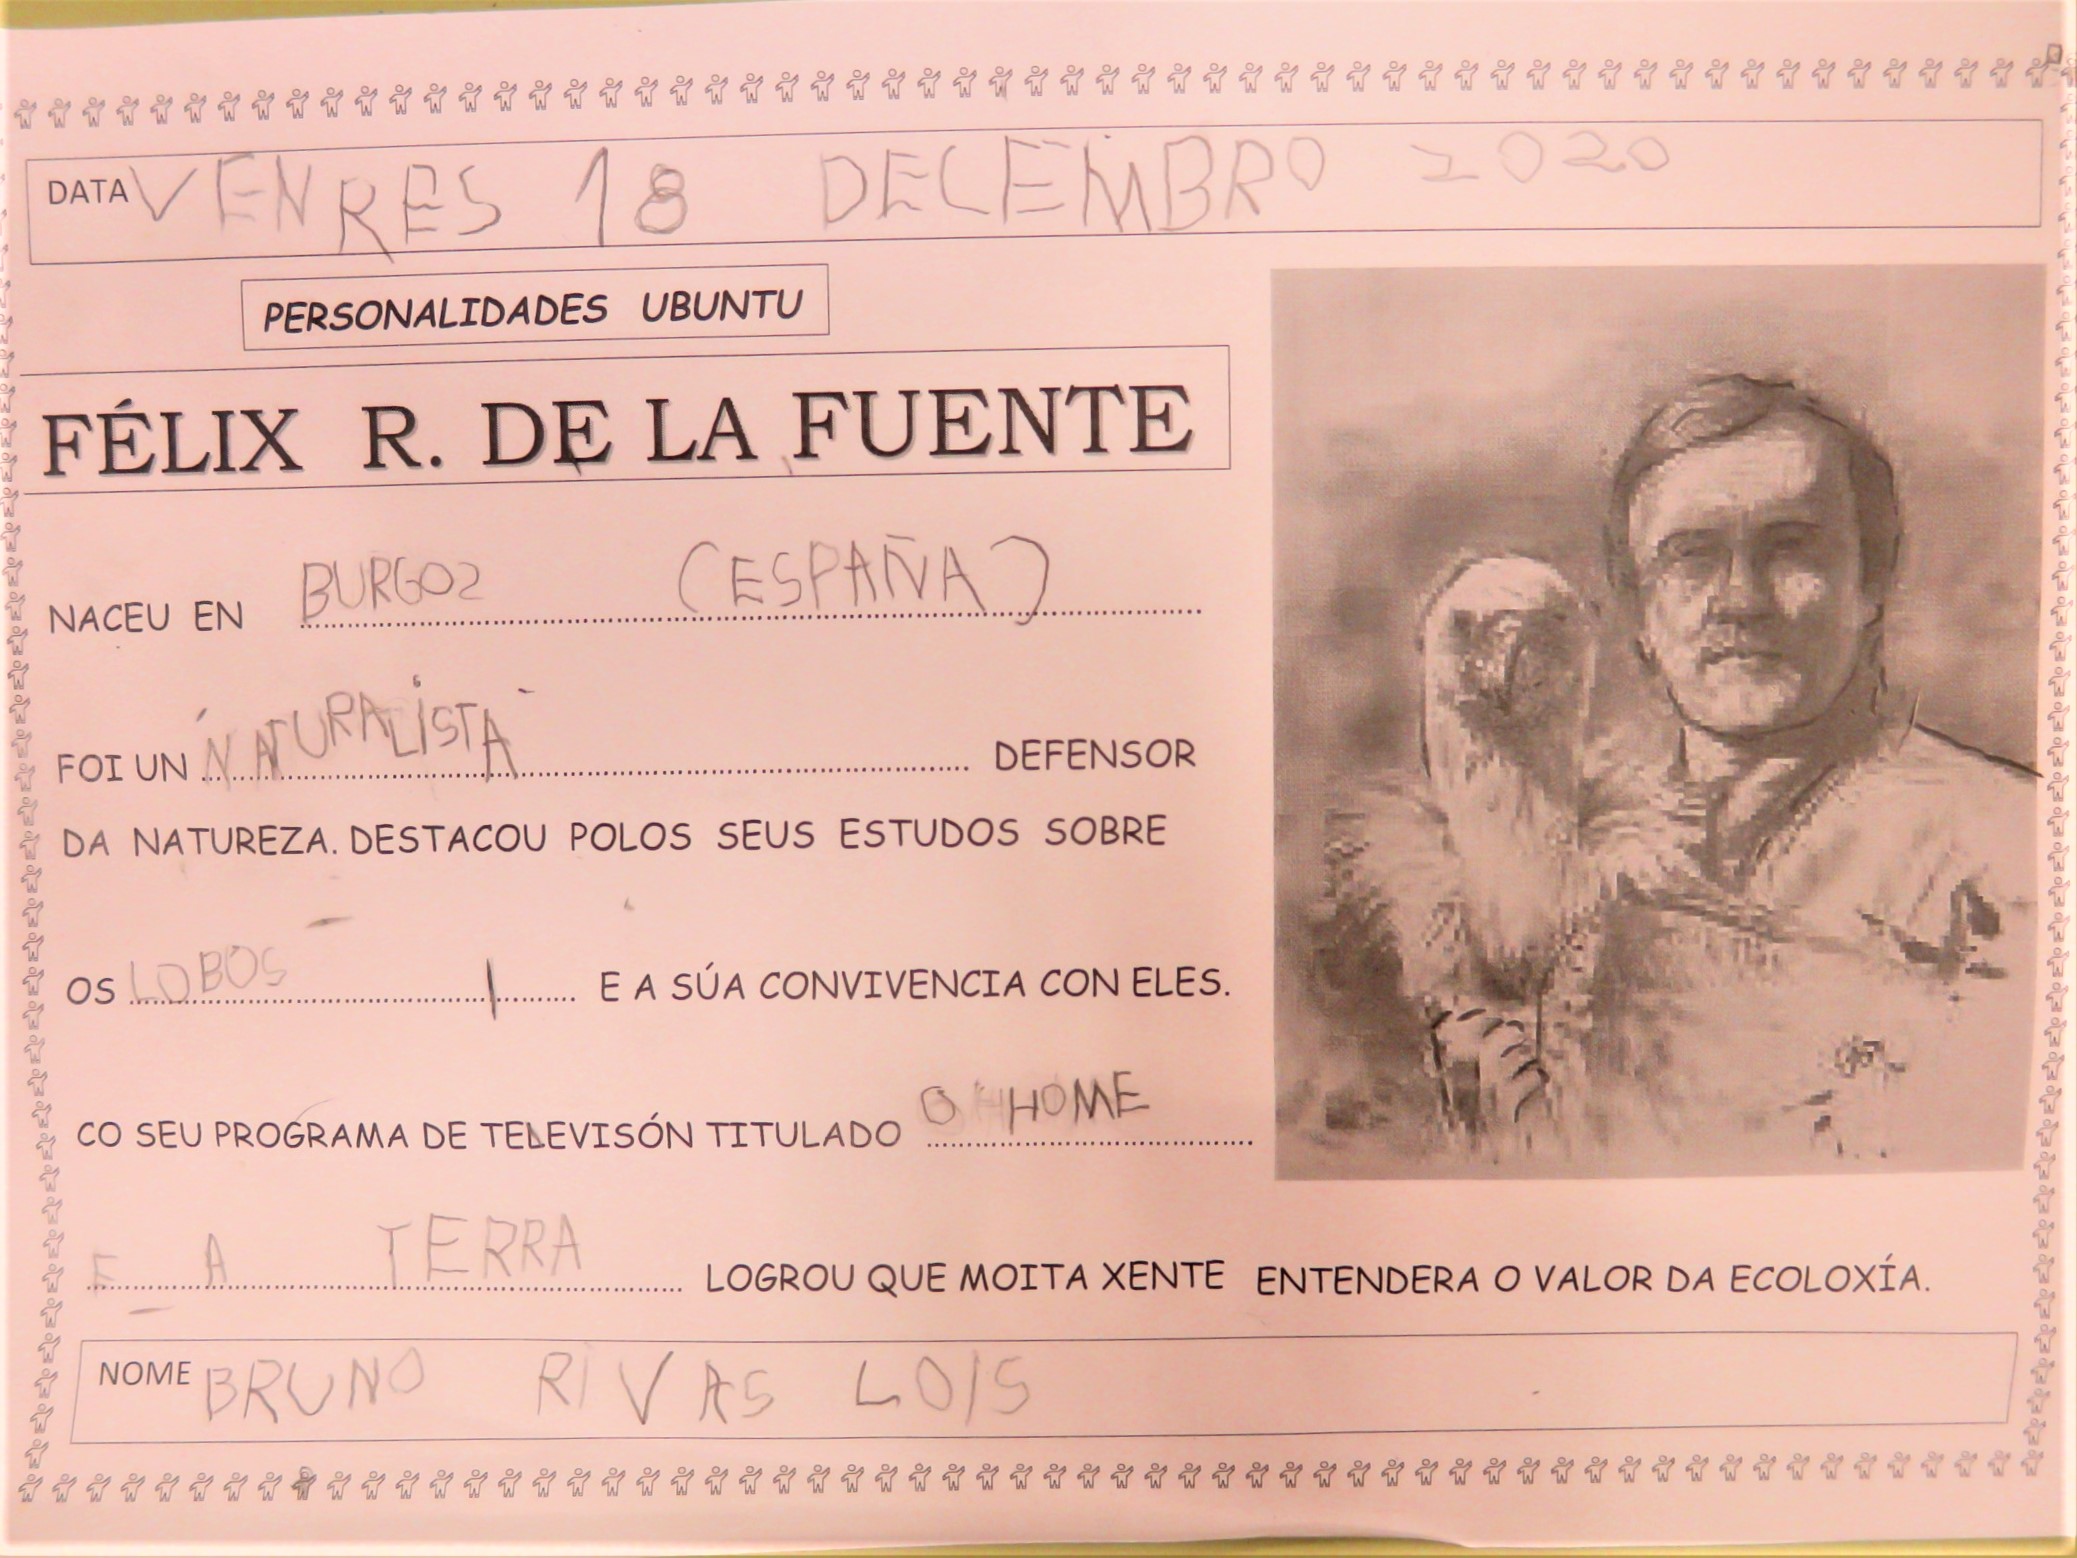 DATA VENRES 18 DECEMBRO 2020
PERSONALIDADES UBUNTU
FÉLIX R. DE LA FUENTE
NACEU EN BURGOS (ESPAÑA)
FOI UN NATURALISTA DEFENSOR
DA NATUREZA. DESTACOU POLOS SEUS ESTUDOS SOBRE
OS LOBOS E A SÚA CONVIVENCIA CON ELES.
CO SEU PROGRAMA DE TELEVISÓN TITULADO O HOME
E A TERRA LOGROU QUE MOITA XENTE ENTENDERA O VALOR DA ECOLOXÍA.
NOME BRUNO RIVAS LOIS